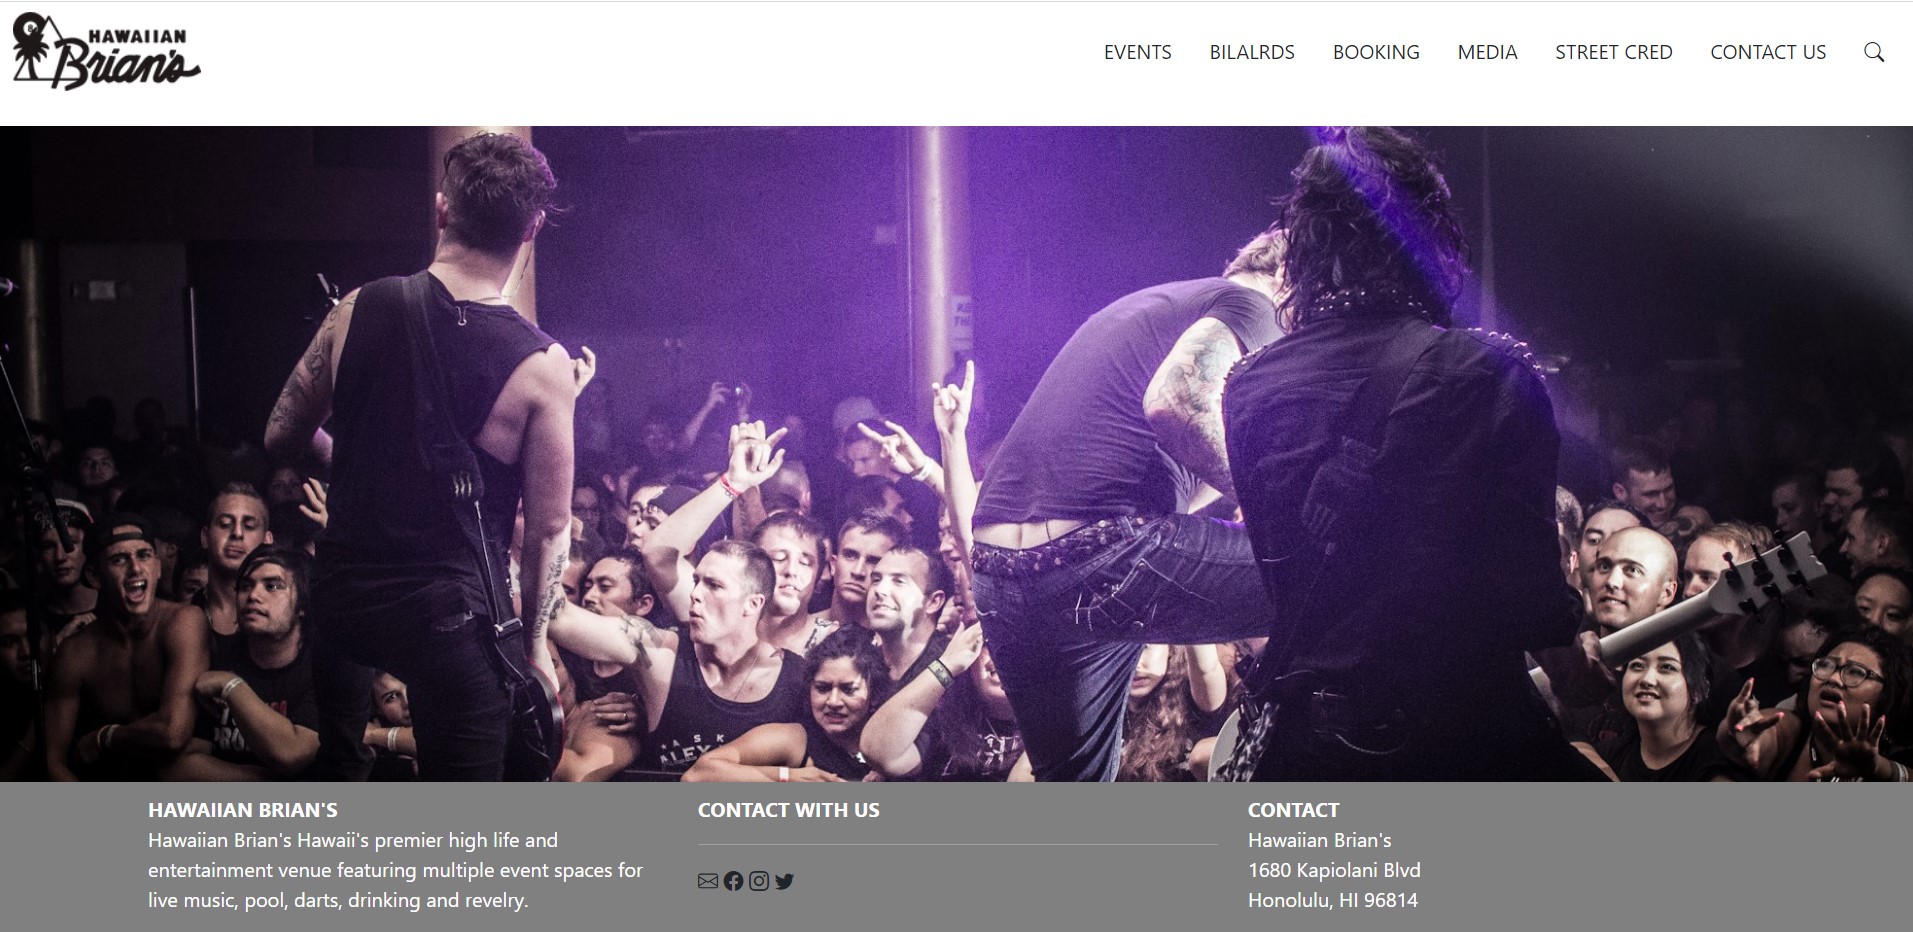 HAWAIIAN
Brian's
EVENTS BILALRDS BOOKING MEDIA STREET CRED CONTACT US
ASK
ALEXA
HAWAIIAN BRIAN'S
Hawaiian Brian's Hawaii's premier high life and
entertainment venue featuring multiple event spaces for
live music, pool, darts, drinking and revelry.
CONTACT WITH US
CONTACT
Hawaiian Brian's
1680 Kapiolani Blvd
Honolulu, HI 96814